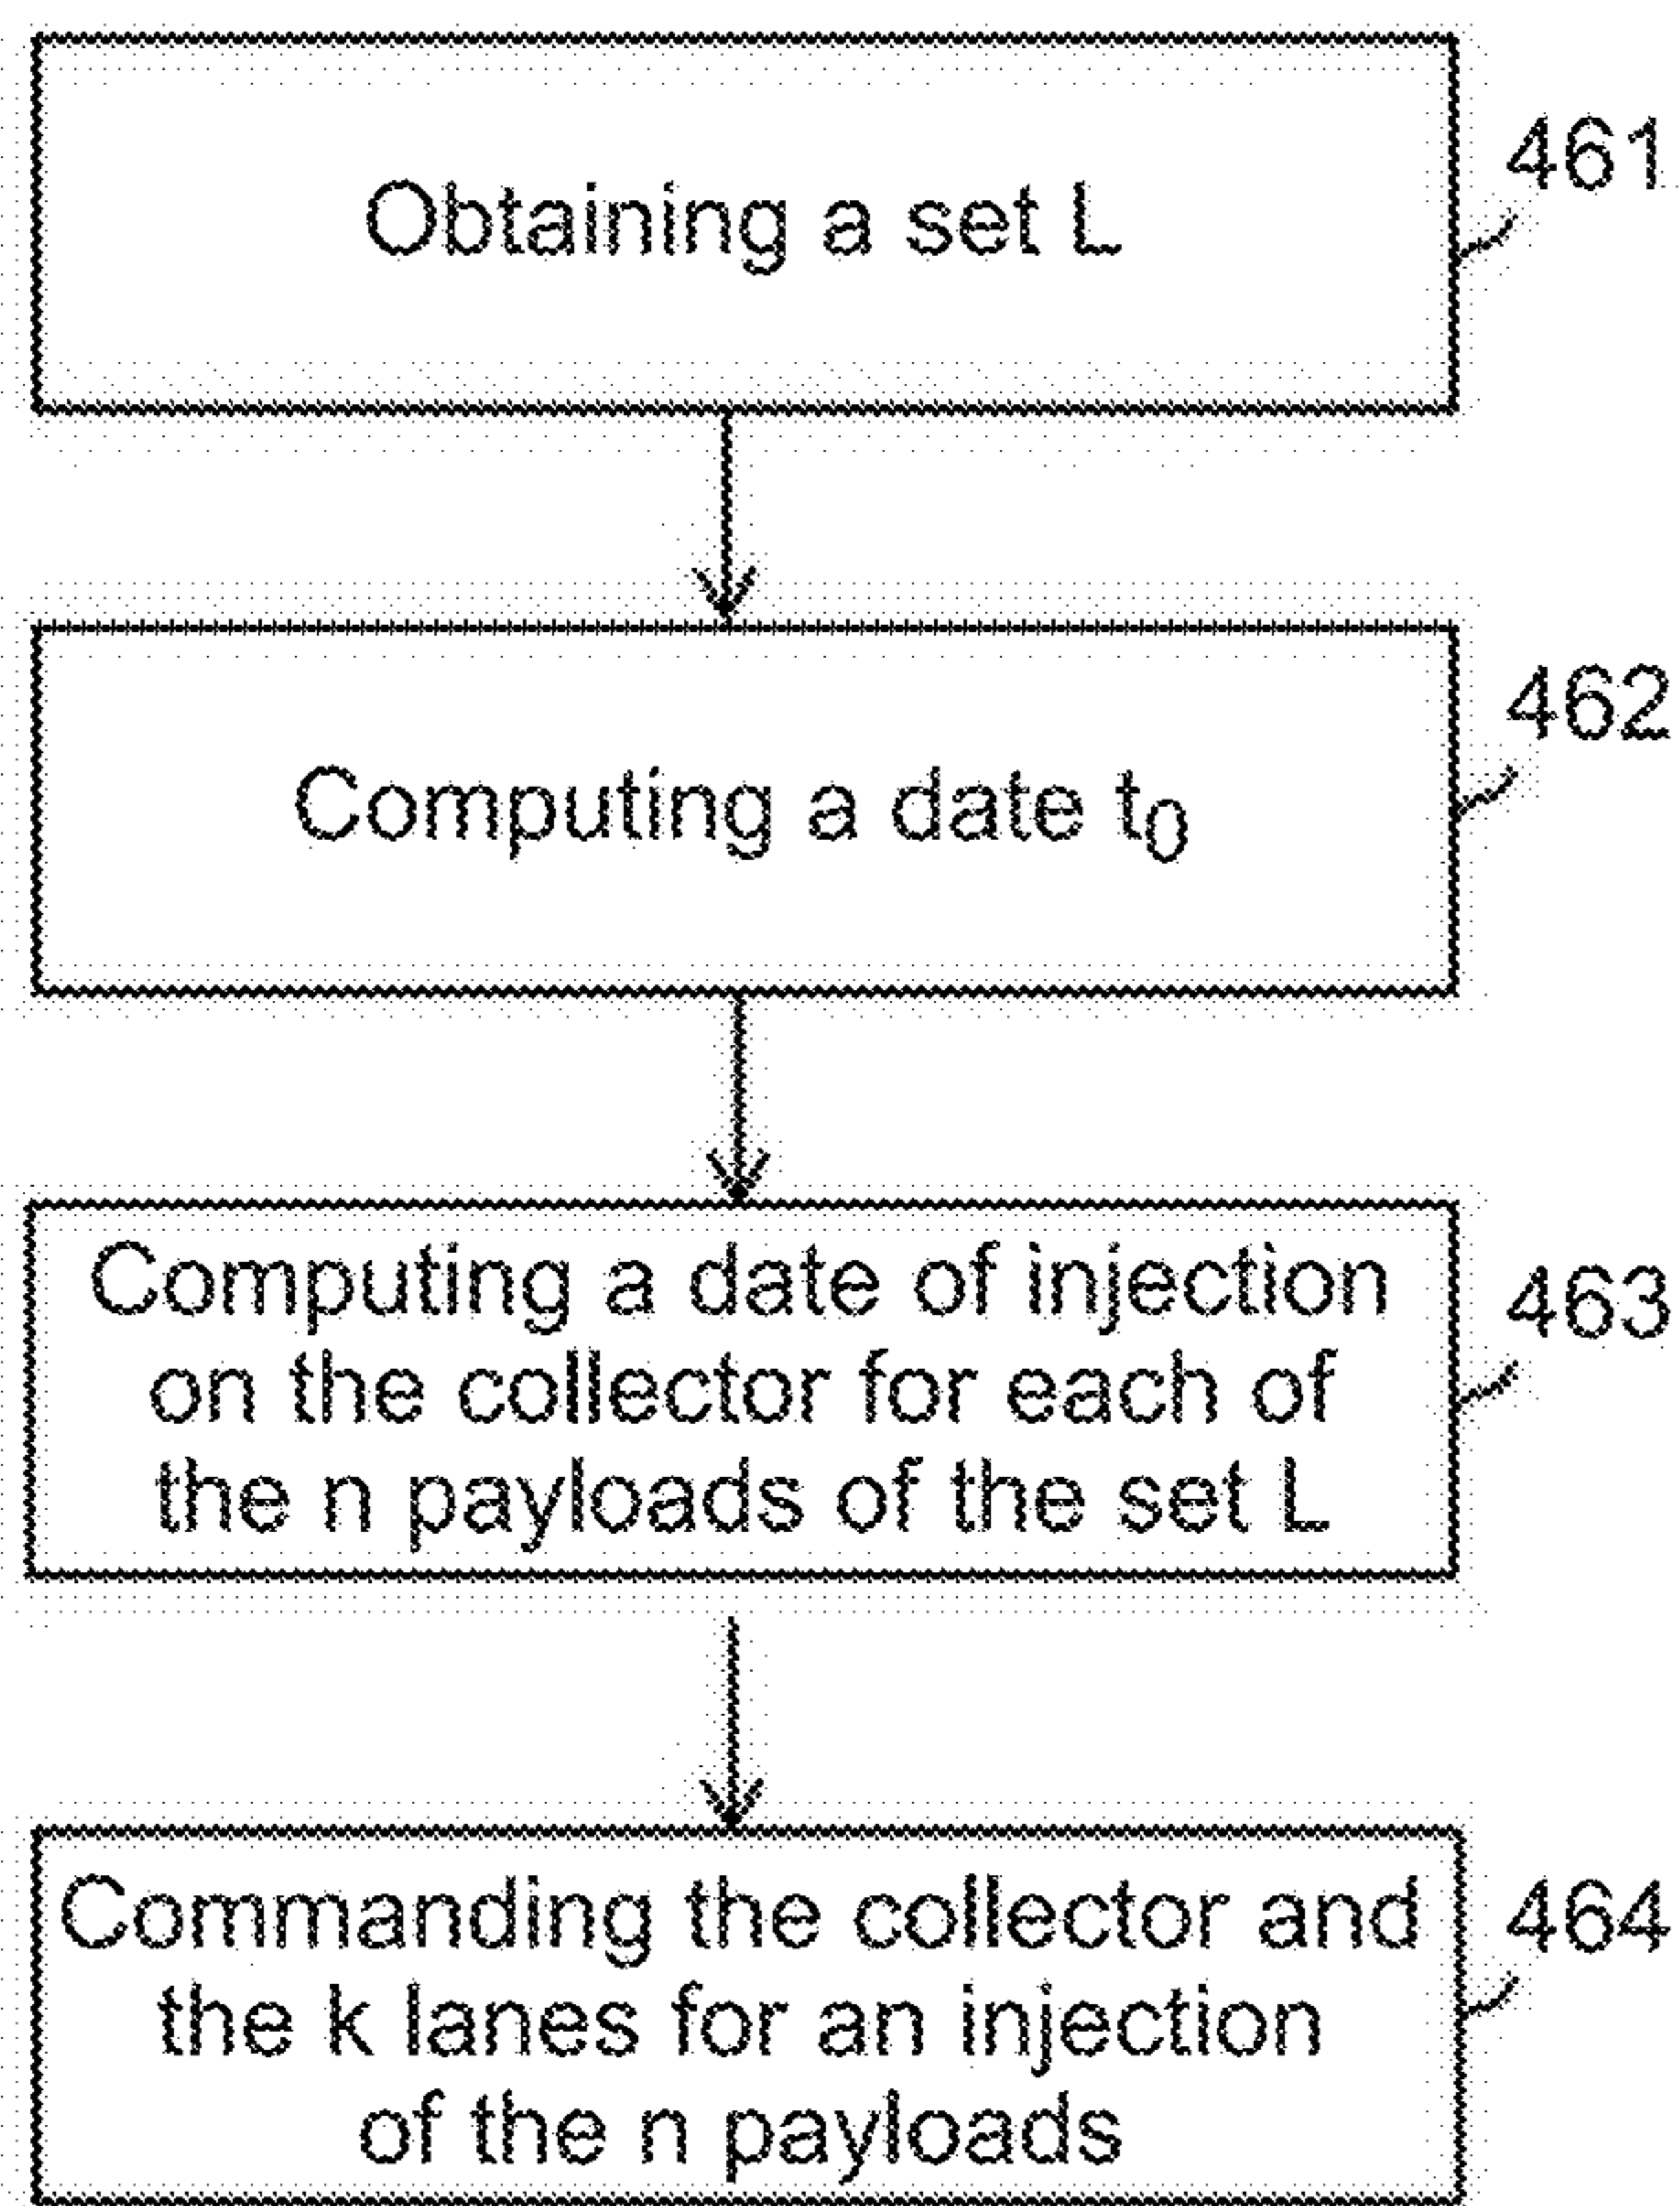 Obtaining a set L
461
Computing a date t₀
462
Computing a date of injection
on the collector for each of
the n payloads of the set L
463
Commanding the collector and
the k lanes for an injection
of the n payloads
464